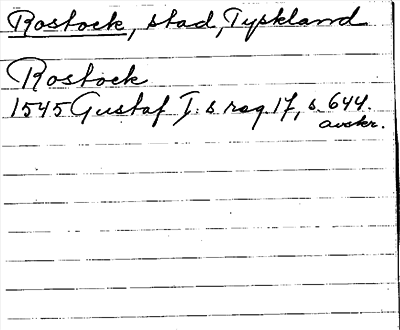 Rostock, stad, Tyskland
Rostock
1545 Gustaf I:s reg. 17, s. 644.
avskr.